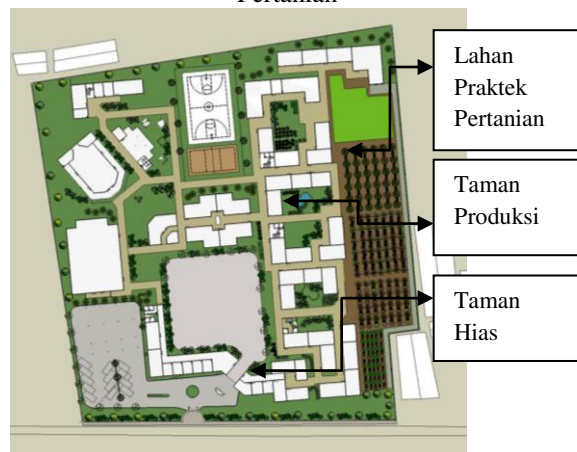 Pertanian
Lahan
Praktek
Pertanian
Taman
Produksi
Taman
Hias